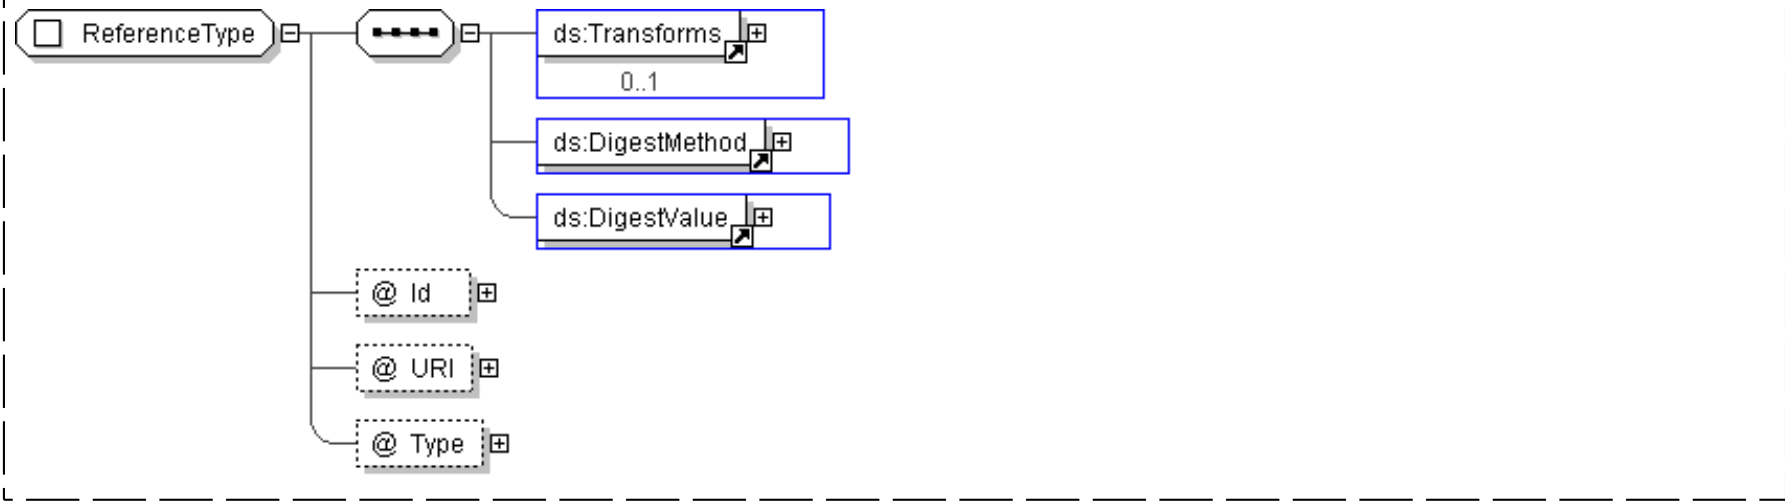 ReferenceType
ds:Transforms
0..1
ds:DigestMethod
ds:DigestValue
@ Id
@ URI
@ Type